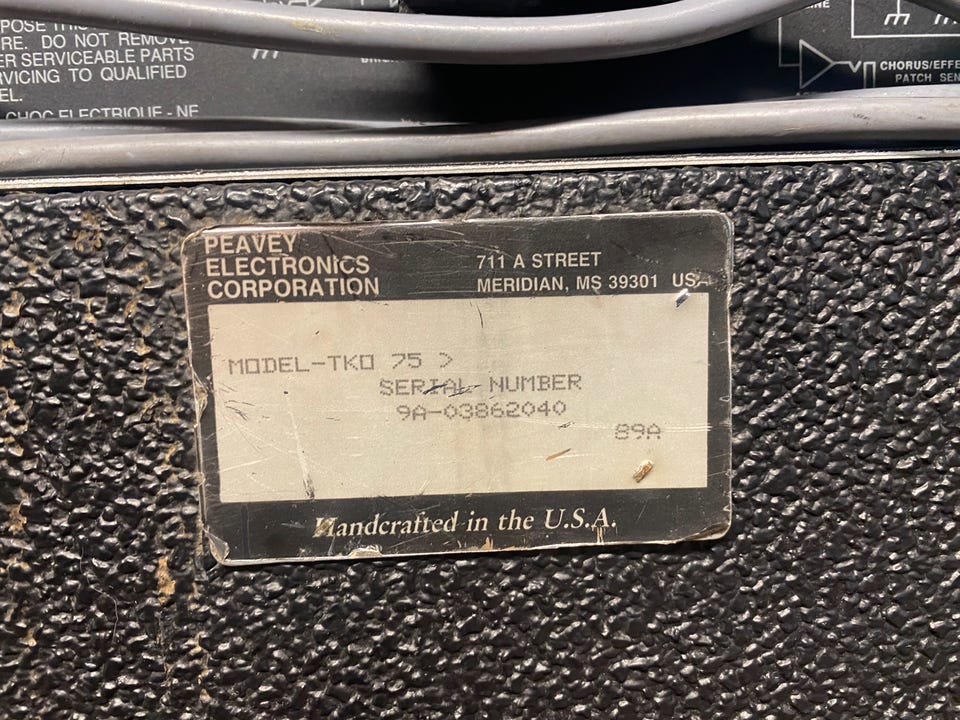 POSE THIS
RE. DO NOT REMOVE
ER SERVICEABLE PARTS
RVICING TO QUALIFIED
EL.
CHOC ELECTRIQUE - NE
LINE
CHORUS/EFFE
PATCH SEN
PEAVEY
ELECTRONICS
CORPORATION
711 A STREET
MERIDIAN, MS 39301 USA
MODEL-TKO 75 >
SERIAL NUMBER
9A-03862040
89A
Handcrafted in the U.S.A.